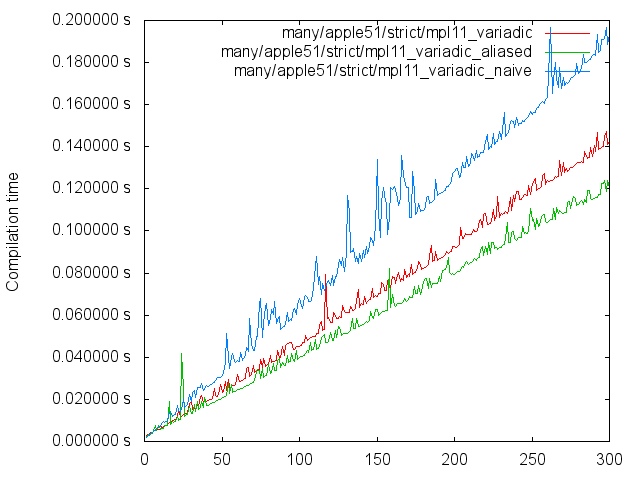 many/apple51/strict/mpl11_variadic
many/apple51/strict/mpl11_variadic_aliased
many/apple51/strict/mpl11_variadic_naive
Compilation time
0.200000 s
0.180000 s
0.160000 s
0.140000 s
0.120000 s
0.100000 s
0.080000 s
0.060000 s
0.040000 s
0.020000 s
0.000000 s
0 50 100 150 200 250 300